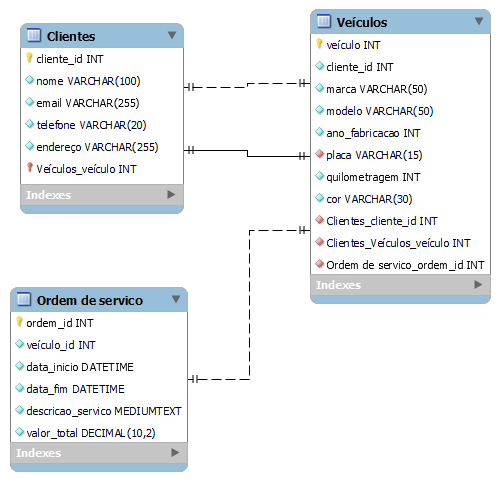 Clientes
cliente_id INT
nome VARCHAR(100)
email VARCHAR(255)
telefone VARCHAR(20)
endereço VARCHAR(255)
Veículos_veículo INT
Indexes
Veículos
veículo INT
cliente_id INT
marca VARCHAR(50)
modelo VARCHAR(50)
ano_fabricacao INT
placa VARCHAR(15)
quilometragem INT
cor VARCHAR(30)
Clientes_cliente_id INT
Clientes_Veículos_veículo INT
Ordem de servico_ordem_id INT
Indexes
Ordem de servico
ordem_id INT
veículo_id INT
data_inicio DATETIME
data_fim DATETIME
descricao_servico MEDIUMTEXT
valor_total DECIMAL(10,2)
Indexes